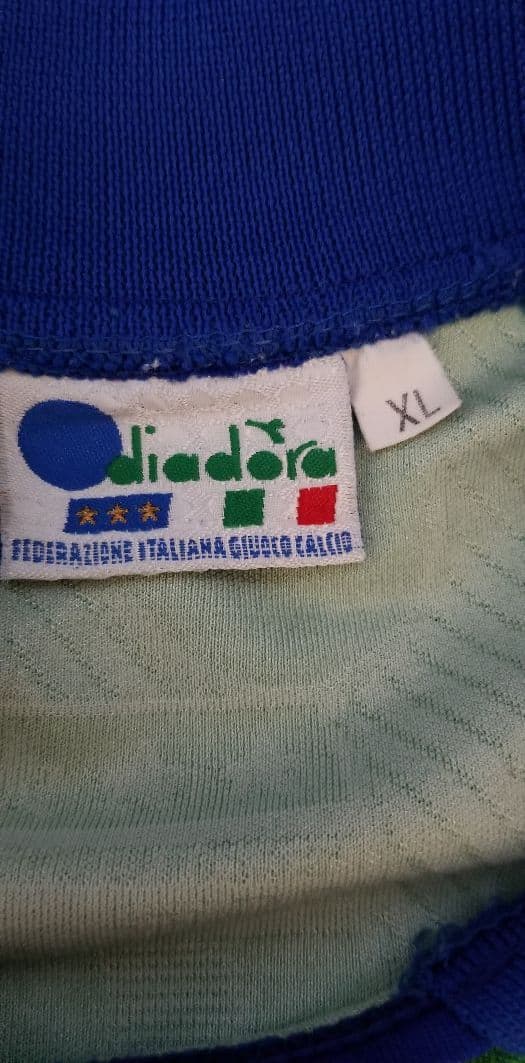 diadora
XL
FEDERAZIONE ITALIANA GIUOCO CALCIO